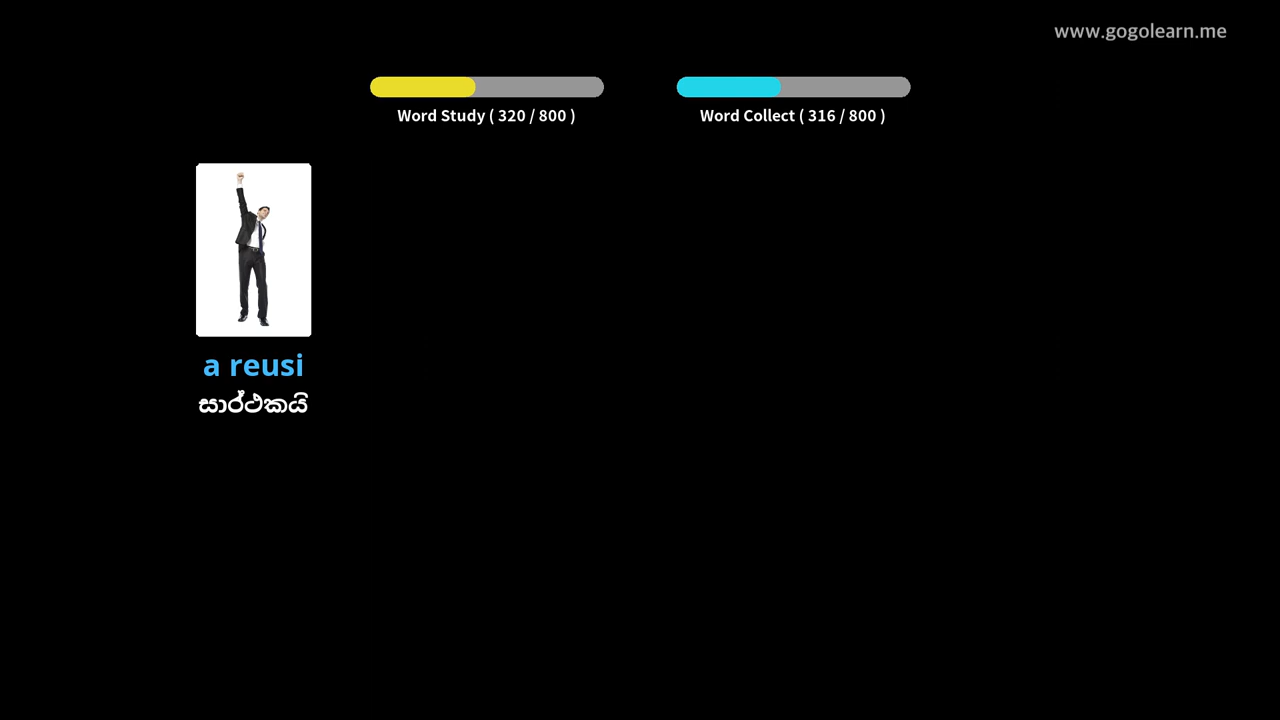 www.gogolearn.me
Word Study ( 320 / 800 )
Word Collect ( 316 / 800 )
a reusi
සාර්ථකයි